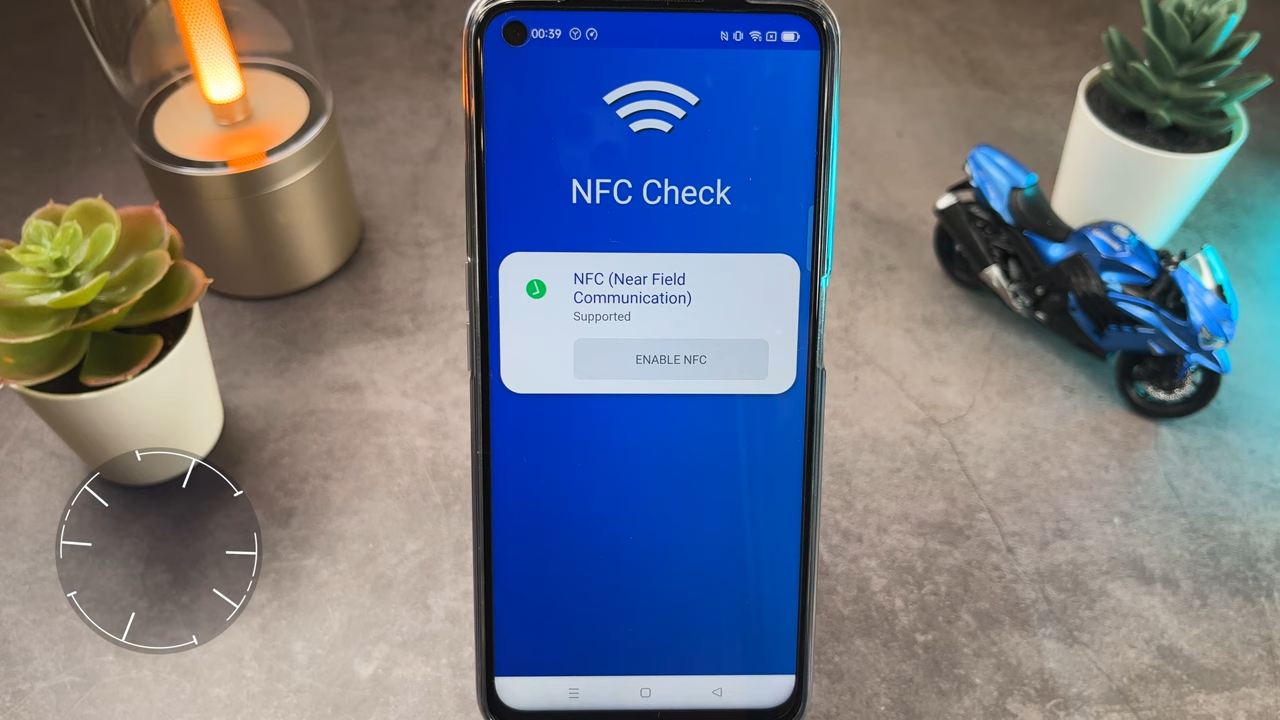 00:39
NFC Check
NFC (Near Field
Communication)
Supported
ENABLE NFC